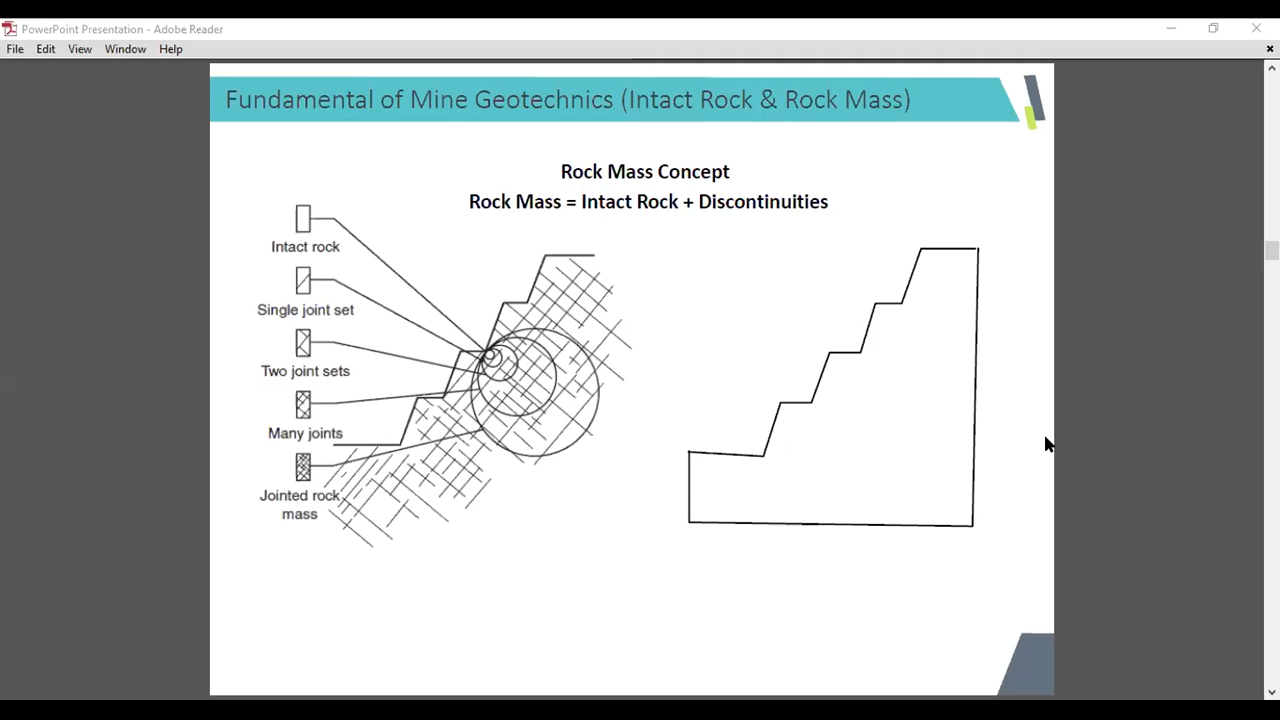 PowerPoint Presentation - Adobe Reader
File Edit View Window Help
Fundamental of Mine Geotechnics (Intact Rock & Rock Mass)
Rock Mass Concept
Rock Mass = Intact Rock + Discontinuities
Intact rock
Single joint set
Two joint sets
Many joints
Jointed rock
mass